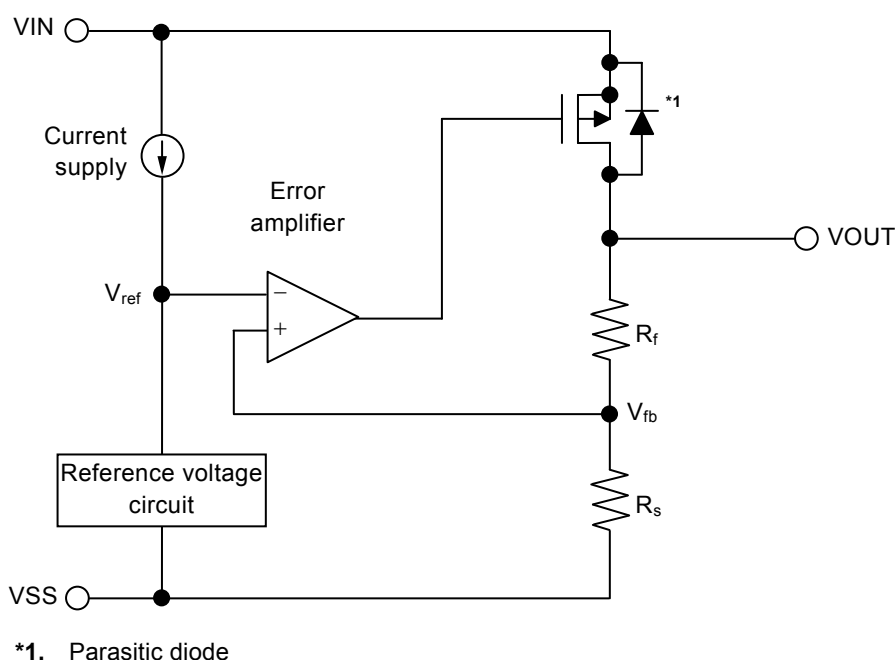 VIN
*1
Current
supply
Error
amplifier
VOUT
Vref
−
+
Rf
Vfb
Reference voltage
circuit
Rs
VSS
*1. Parasitic diode